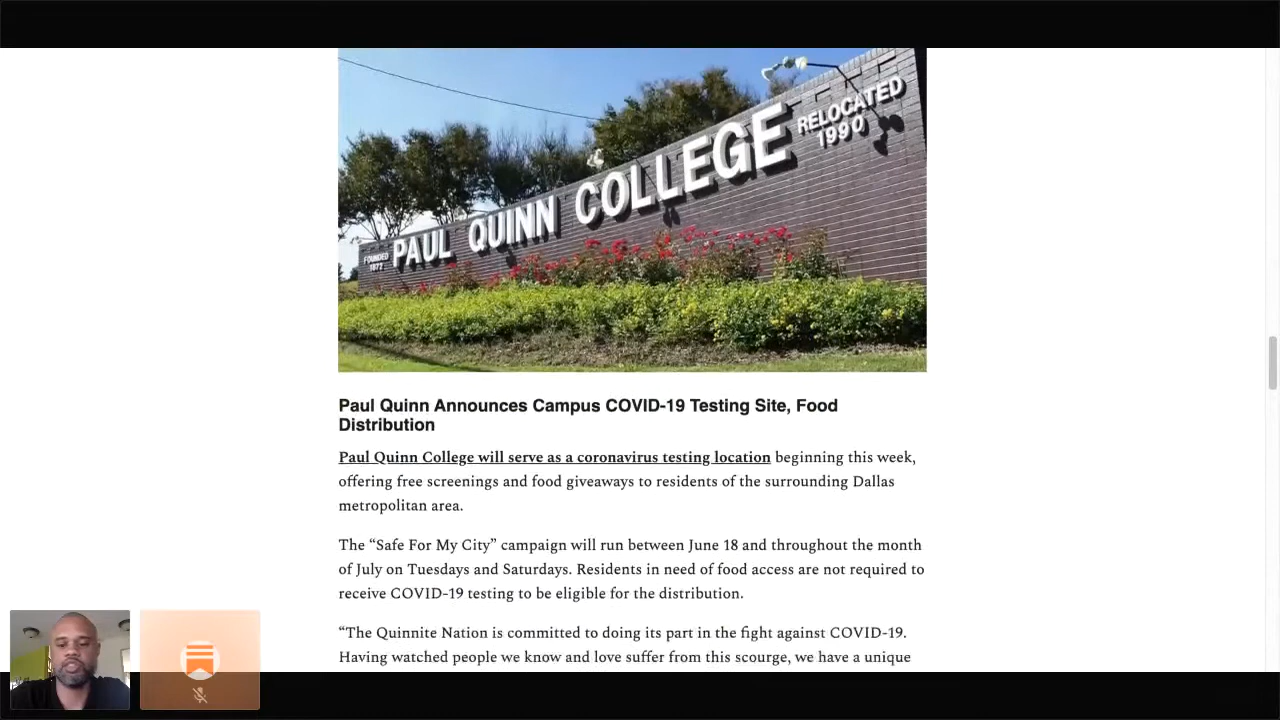 RELOCATED
1990
PAUL QUINN COLLEGE
FOUNDED
1872
Paul Quinn Announces Campus COVID-19 Testing Site, Food
Distribution
Paul Quinn College will serve as a coronavirus testing location beginning this week,
offering free screenings and food giveaways to residents of the surrounding Dallas
metropolitan area.
The “Safe For My City” campaign will run between June 18 and throughout the month
of July on Tuesdays and Saturdays. Residents in need of food access are not required to
receive COVID-19 testing to be eligible for the distribution.
“The Quinnite Nation is committed to doing its part in the fight against COVID-19.
Having watched people we know and love suffer from this scourge, we have a unique